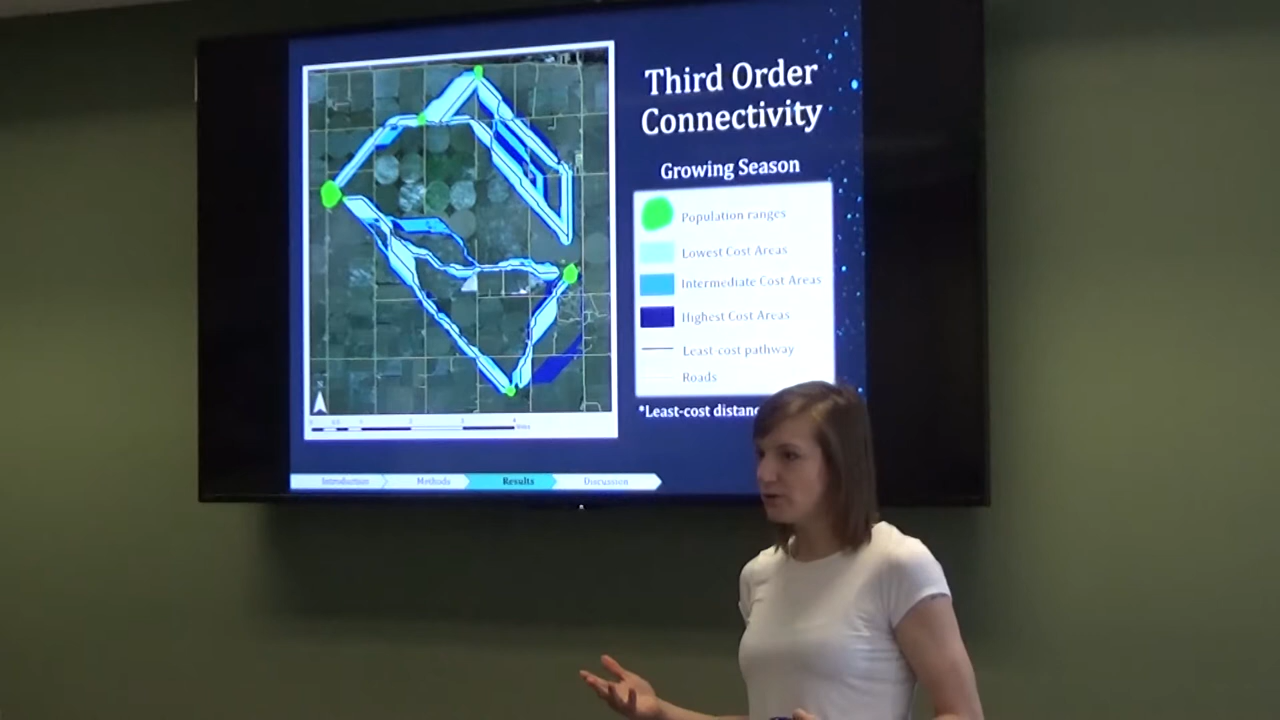 Third Order
Connectivity
Growing Season
Population ranges
Lowest Cost Areas
Intermediate Cost Areas
Highest Cost Areas
Least-cost pathway
Roads
*Least-cost
N
Miles
Introduction
Methods
Results
Discussion